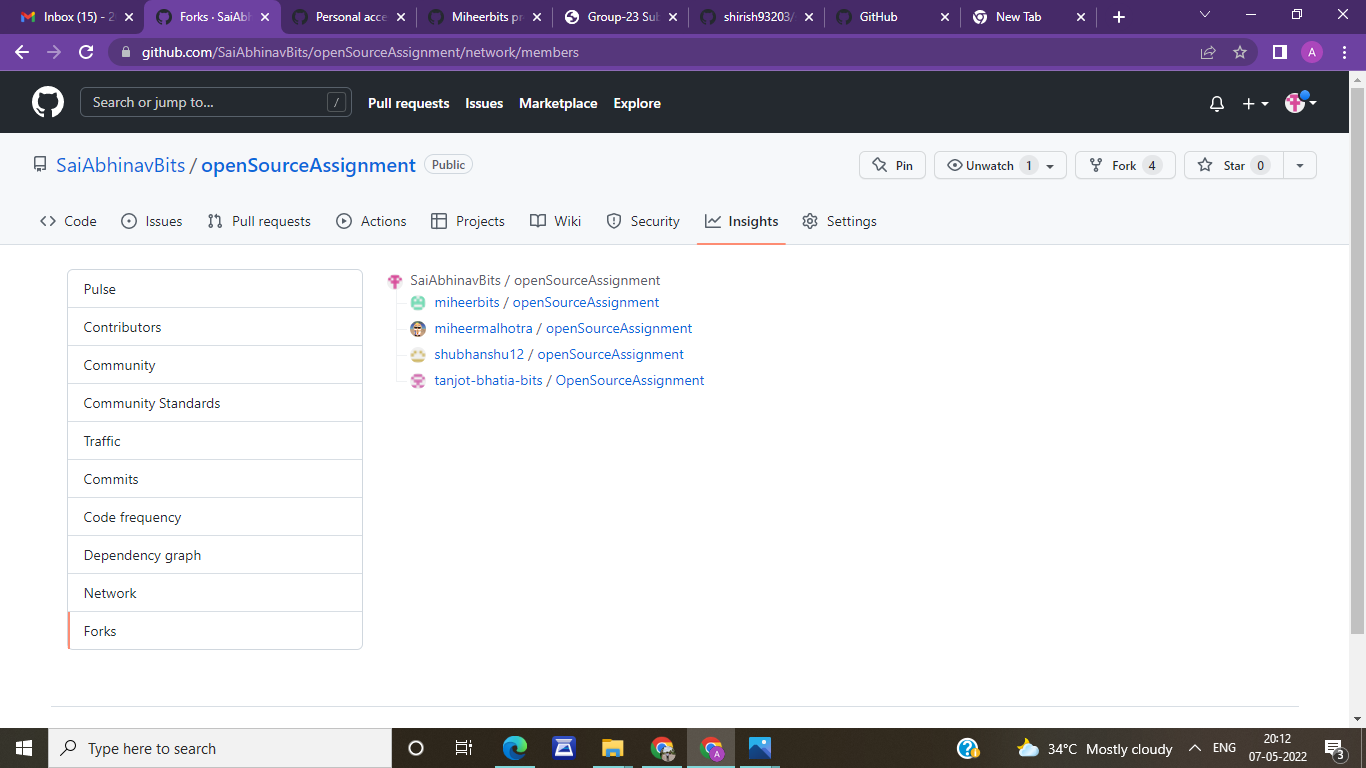 Inbox (15) - 2
Forks · SaiAbh
Personal acce
Miheerbits pr
Group-23 Sub
shirish93203/
GitHub
New Tab
github.com/SaiAbhinavBits/openSourceAssignment/network/members
A
Search or jump to... /
Pull requests Issues Marketplace Explore
SaiAbhinavBits / openSourceAssignment Public
Pin
Unwatch 1
Fork 4
Star 0
Code Issues Pull requests Actions Projects Wiki Security Insights Settings
Pulse
Contributors
Community
Community Standards
Traffic
Commits
Code frequency
Dependency graph
Network
Forks
SaiAbhinavBits / openSourceAssignment
miheerbits / openSourceAssignment
miheermalhotra / openSourceAssignment
shubhanshu12 / openSourceAssignment
tanjot-bhatia-bits / OpenSourceAssignment
Type here to search
A
34°C Mostly cloudy
ENG
20:12
07-05-2022
3